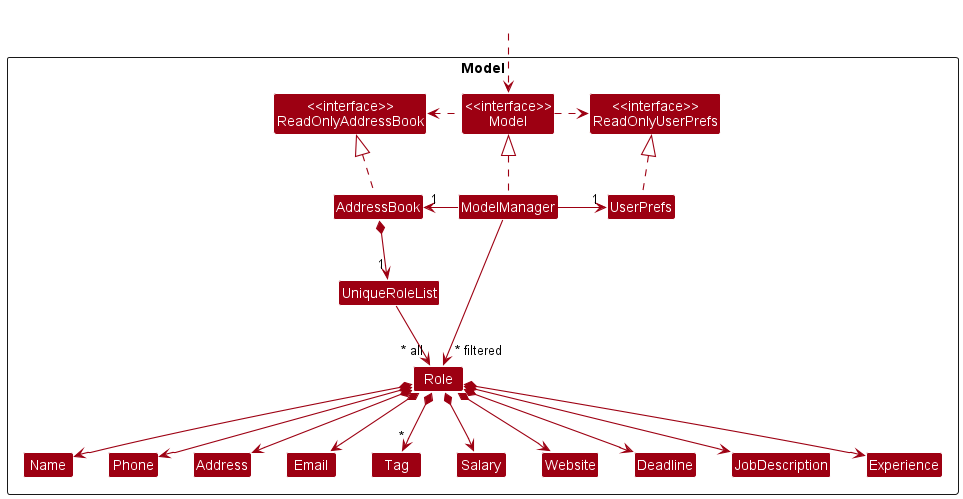 Model
<<interface>>
ReadOnlyAddressBook
<<interface>>
Model
<<interface>>
ReadOnlyUserPrefs
AddressBook
1
ModelManager
1
UserPrefs
1
UniqueRoleList
* all
* filtered
Role
*
Name
Phone
Address
Email
Tag
Salary
Website
Deadline
JobDescription
Experience